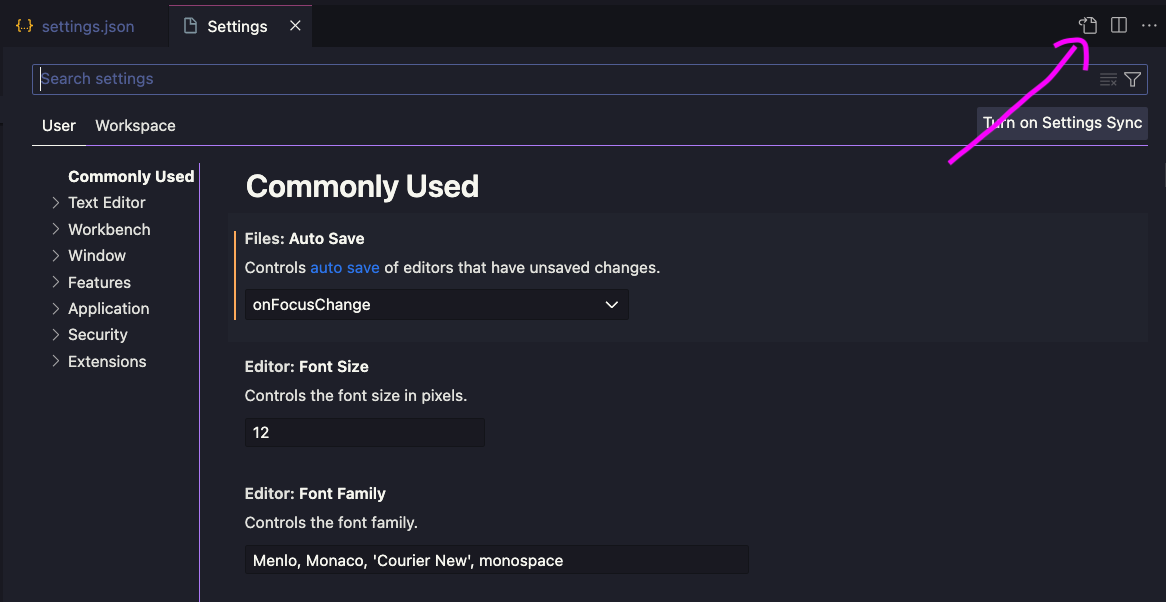 {..} settings.json Settings
Search settings
User Workspace Turn on Settings Sync
Commonly Used
Text Editor
Workbench
Window
Features
Application
Security
Extensions
Commonly Used
Files: Auto Save
Controls auto save of editors that have unsaved changes.
onFocusChange
Editor: Font Size
Controls the font size in pixels.
12
Editor: Font Family
Controls the font family.
Menlo, Monaco, 'Courier New', monospace